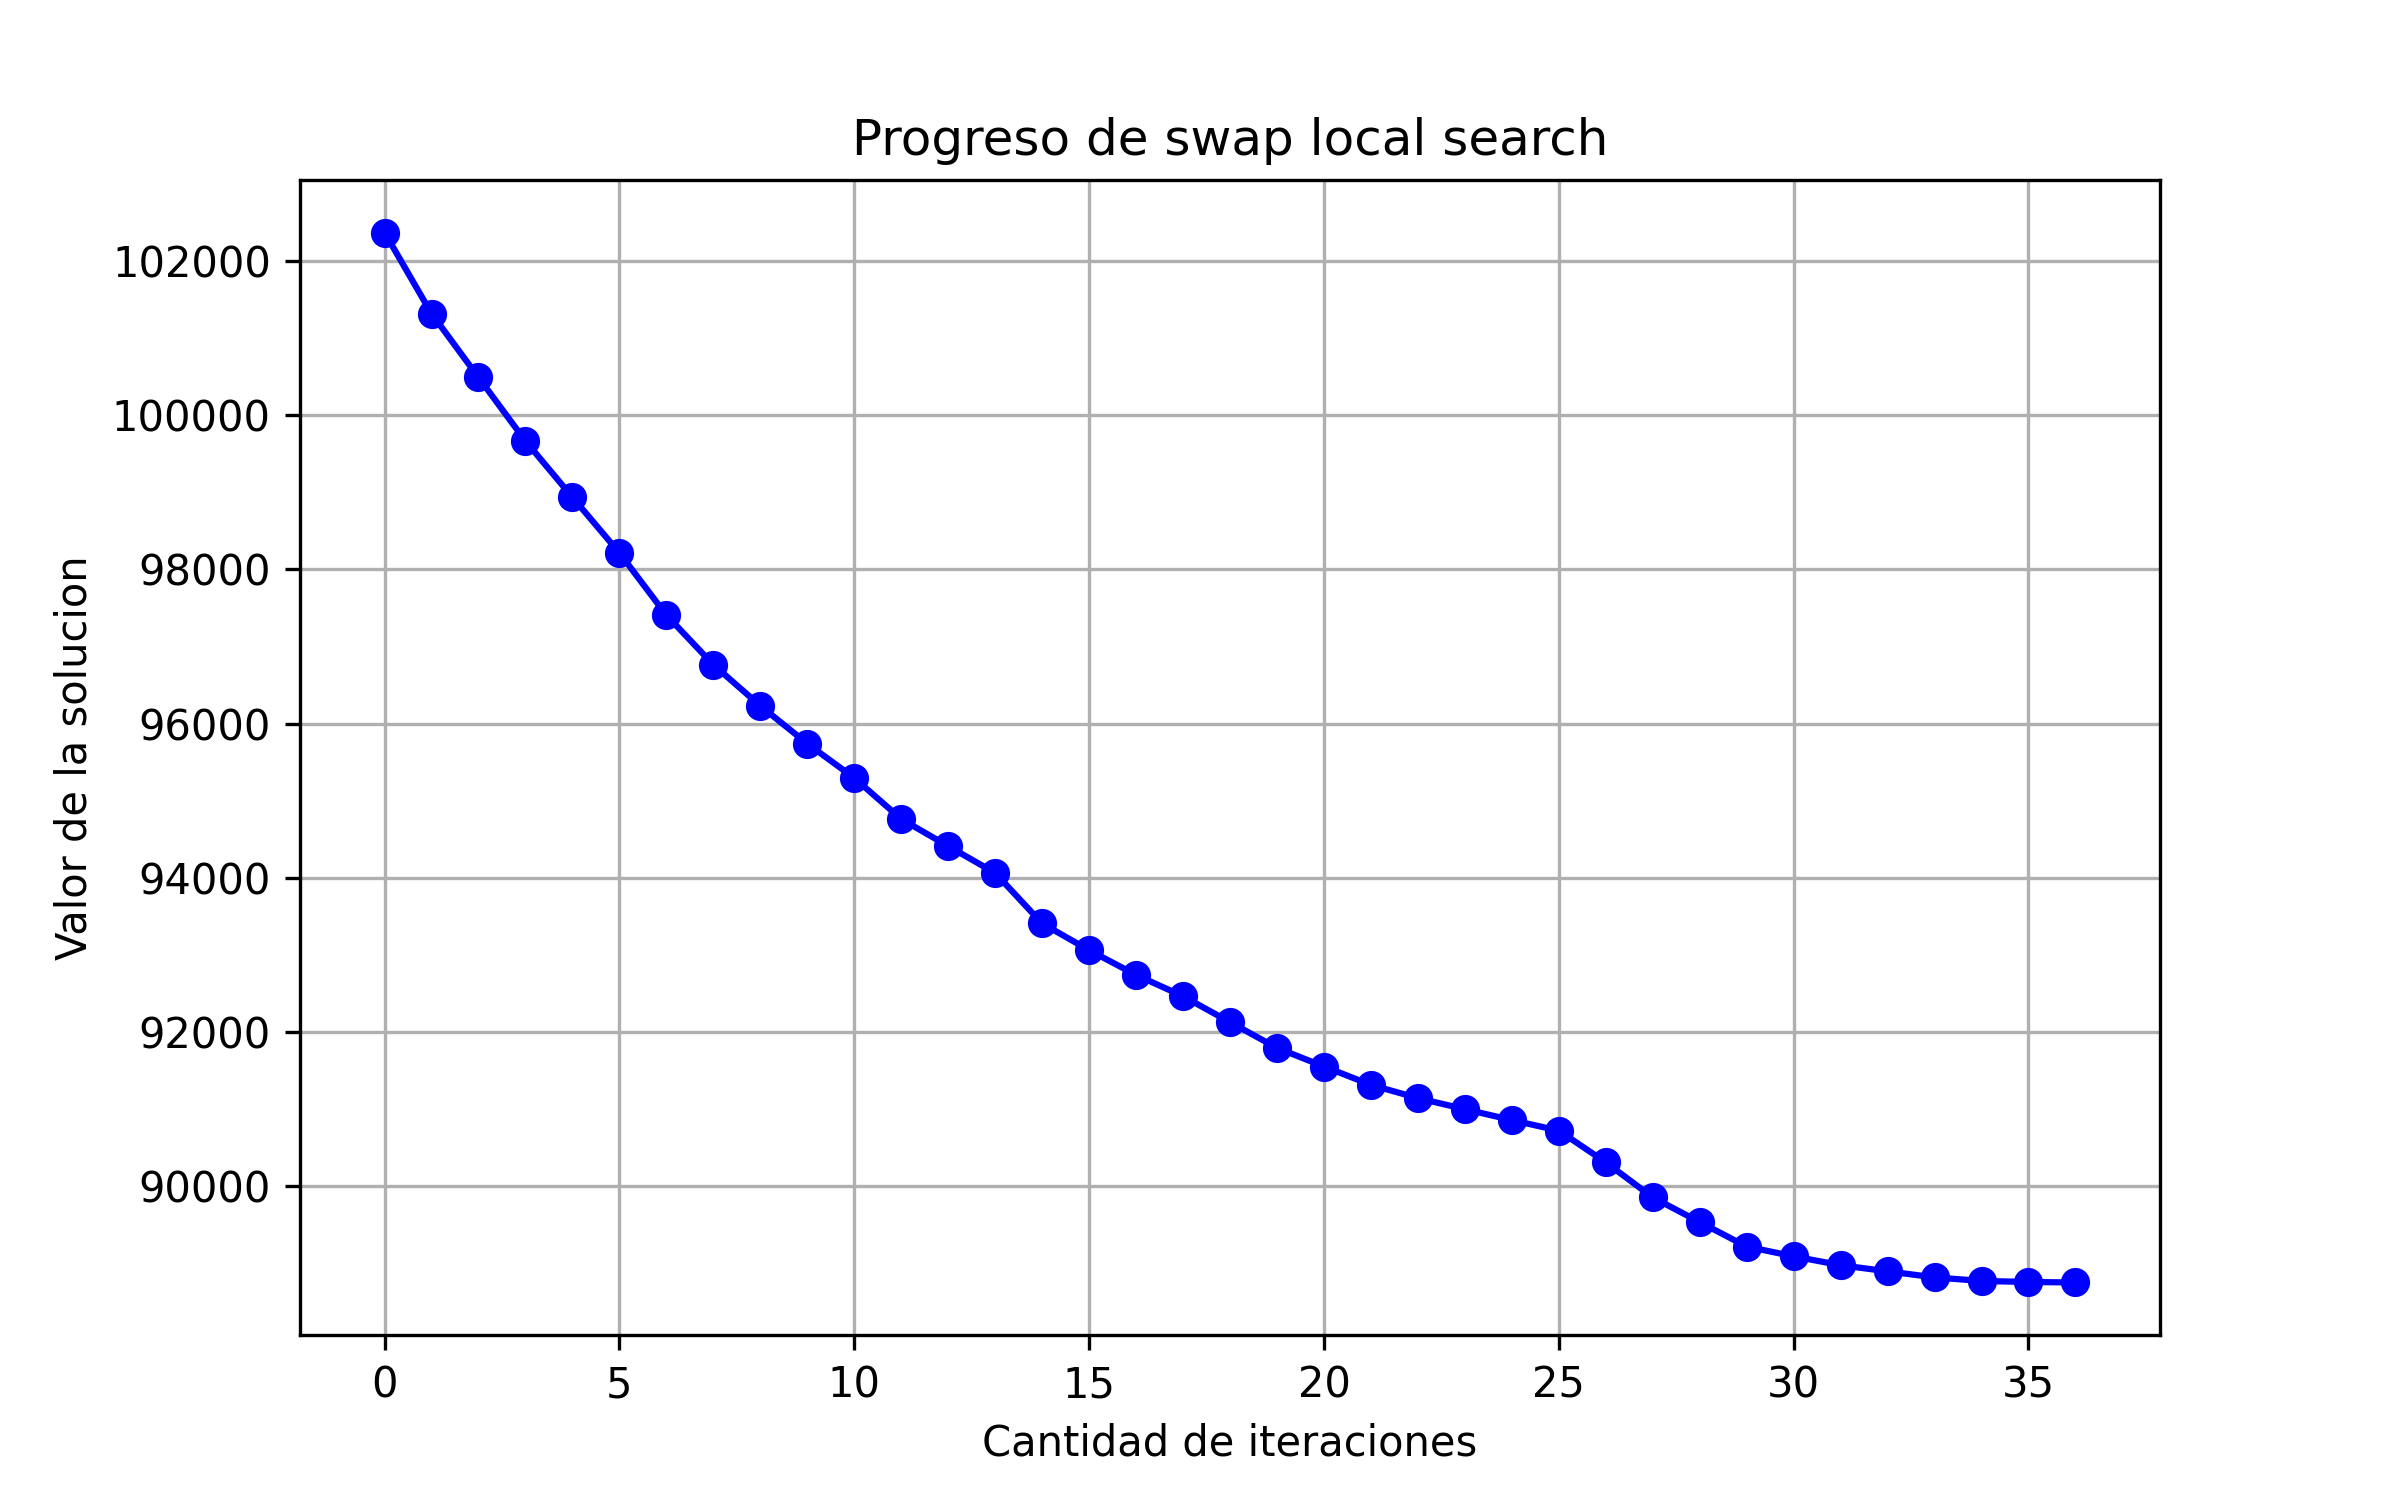 Progreso de swap local search
Valor de la solucion
102000
100000
98000
96000
94000
92000
90000
0 5 10 15 20 25 30 35
Cantidad de iteraciones